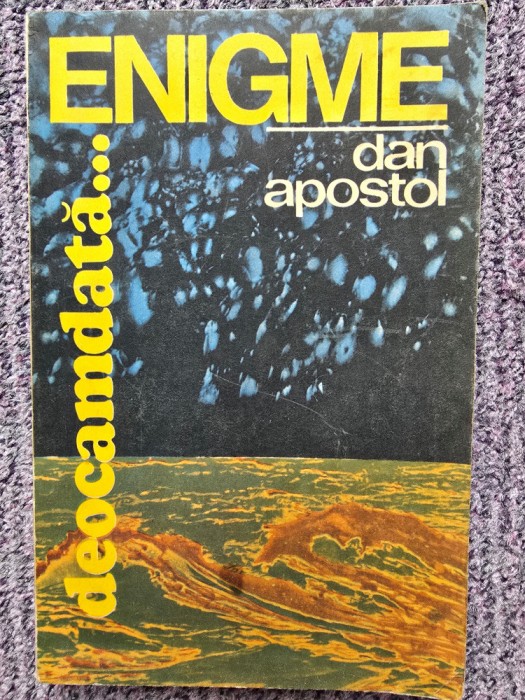 ENIGME
dan
apostol
deocamdată...